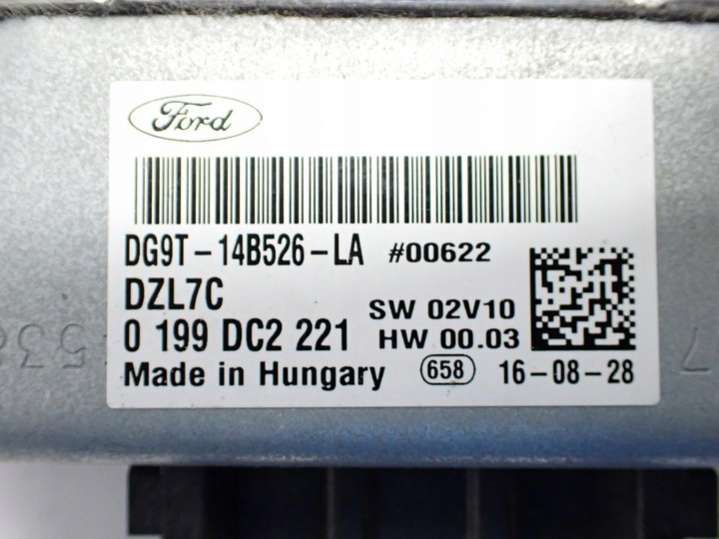 Ford
DG9T-14B526-LA #00622
DZL7C
SW 02V10
0 199 DC2 221 HW 00.03
Made in Hungary 658 16-08-28